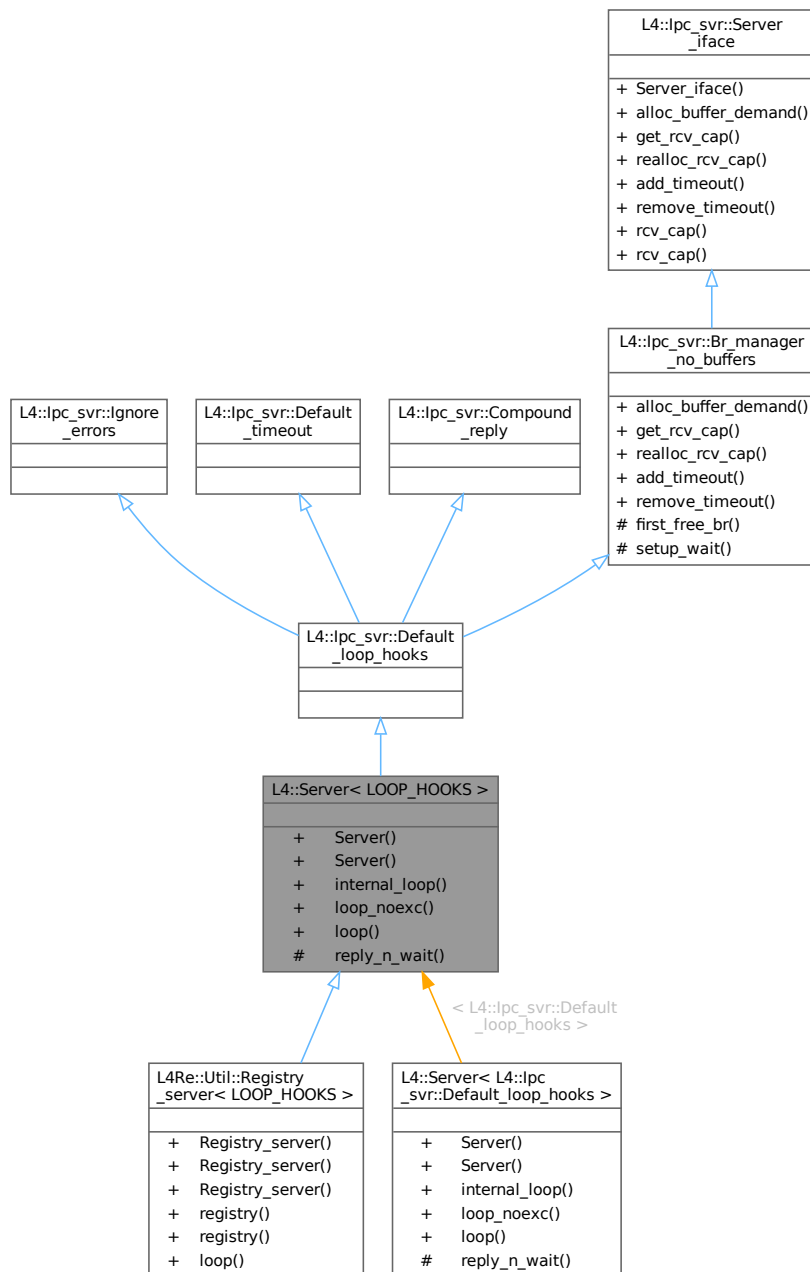 L4::Ipc_svr::Server
_iface
+ Server_iface()
+ alloc_buffer_demand()
+ get_rcv_cap()
+ realloc_rcv_cap()
+ add_timeout()
+ remove_timeout()
+ rcv_cap()
+ rcv_cap()
L4::Ipc_svr::Br_manager
_no_buffers
+ alloc_buffer_demand()
+ get_rcv_cap()
+ realloc_rcv_cap()
+ add_timeout()
+ remove_timeout()
# first_free_br()
# setup_wait()
L4::Ipc_svr::Ignore
_errors
L4::Ipc_svr::Default
_timeout
L4::Ipc_svr::Compound
_reply
L4::Ipc_svr::Default
_loop_hooks
L4::Server< LOOP_HOOKS >
+ Server()
+ Server()
+ internal_loop()
+ loop_noexc()
+ loop()
# reply_n_wait()
< L4::Ipc_svr::Default
_loop_hooks >
L4Re::Util::Registry
_server< LOOP_HOOKS >
+ Registry_server()
+ Registry_server()
+ Registry_server()
+ registry()
+ registry()
+ loop()
L4::Server< L4::Ipc
_svr::Default_loop_hooks >
+ Server()
+ Server()
+ internal_loop()
+ loop_noexc()
+ loop()
# reply_n_wait()